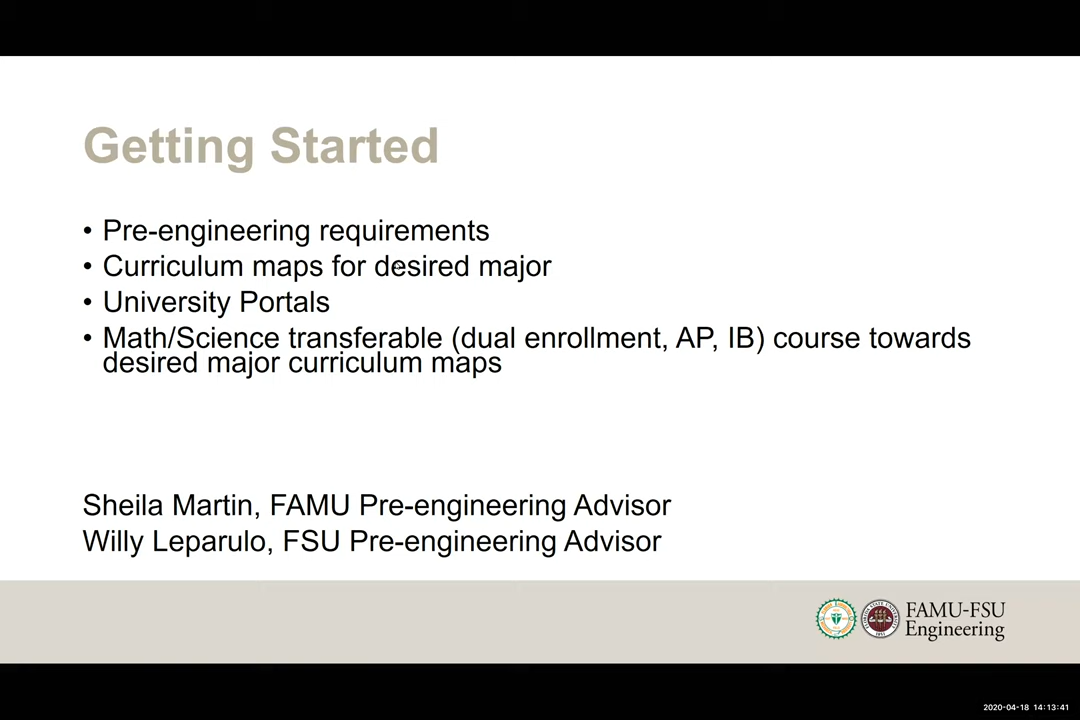 Getting Started
• Pre-engineering requirements
• Curriculum maps for desired major
• University Portals
• Math/Science transferable (dual enrollment, AP, IB) course towards
desired major curriculum maps
Sheila Martin, FAMU Pre-engineering Advisor
Willy Leparulo, FSU Pre-engineering Advisor
FAMU-FSU
Engineering
2020-04-18 14:13:41